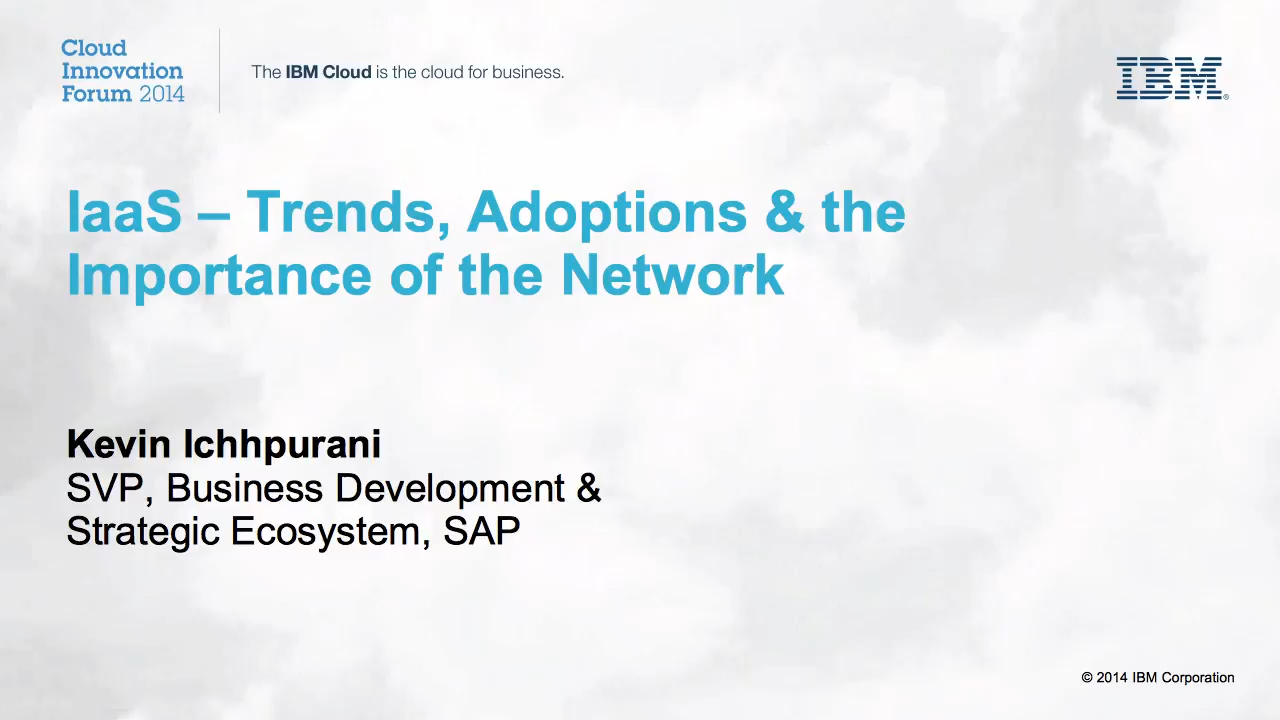 Cloud
Innovation
Forum 2014
The IBM Cloud is the cloud for business.
IBM®
IaaS – Trends, Adoptions & the
Importance of the Network
Kevin Ichhpurani
SVP, Business Development &
Strategic Ecosystem, SAP
© 2014 IBM Corporation